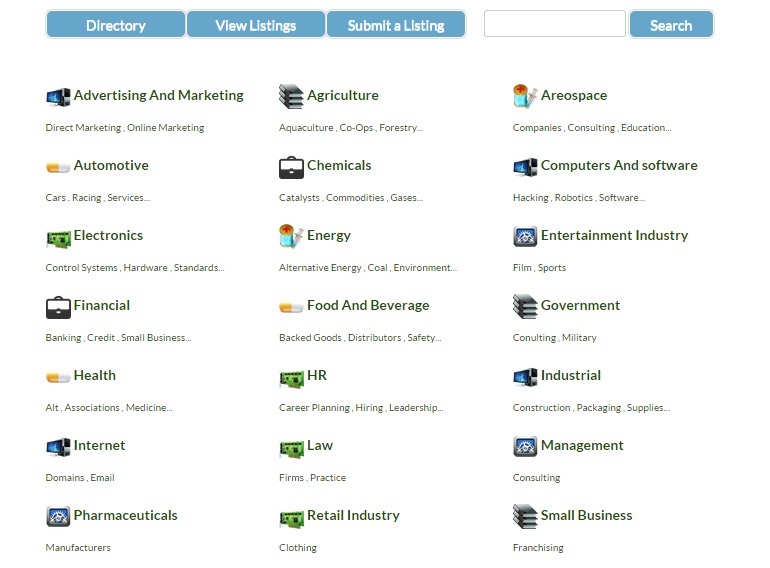 Directory View Listings Submit a Listing Search
Advertising And Marketing Agriculture Areospace
Direct Marketing , Online Marketing Aquaculture , Co-Ops , Forestry... Companies , Consulting , Education...
Automotive Chemicals Computers And software
Cars , Racing , Services... Catalysts , Commodities , Gases... Hacking , Robotics , Software...
Electronics Energy Entertainment Industry
Control Systems , Hardware , Standards... Alternative Energy , Coal , Environment... Film , Sports
Financial Food And Beverage Government
Banking , Credit , Small Business... Backed Goods , Distributors , Safety... Conulting , Military
Health HR Industrial
Alt , Associations , Medicine... Career Planning , Hiring , Leadership... Construction , Packaging , Supplies...
Internet Law Management
Domains , Email Firms , Practice Consulting
Pharmaceuticals Retail Industry Small Business
Manufacturers Clothing Franchising